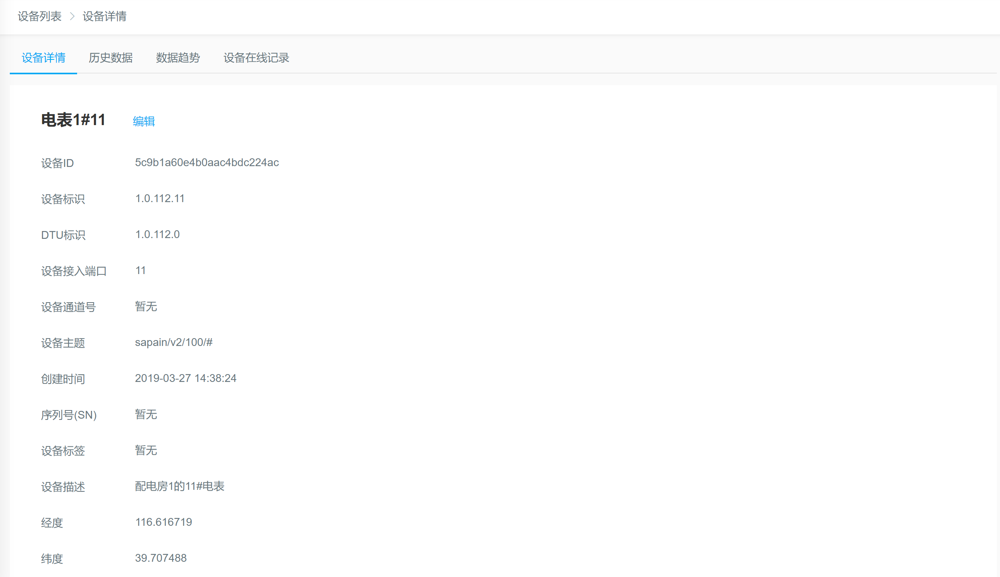 设备列表 > 设备详情
设备详情 历史数据 数据趋势 设备在线记录
电表1#11 编辑
设备ID 5c9b1a60e4b0aac4bdc224ac
设备标识 1.0.112.11
DTU标识 1.0.112.0
设备接入端口 11
设备通道号 暂无
设备主题 sapain/v2/100/#
创建时间 2019-03-27 14:38:24
序列号(SN) 暂无
设备标签 暂无
设备描述 配电房1的11#电表
经度 116.616719
纬度 39.707488